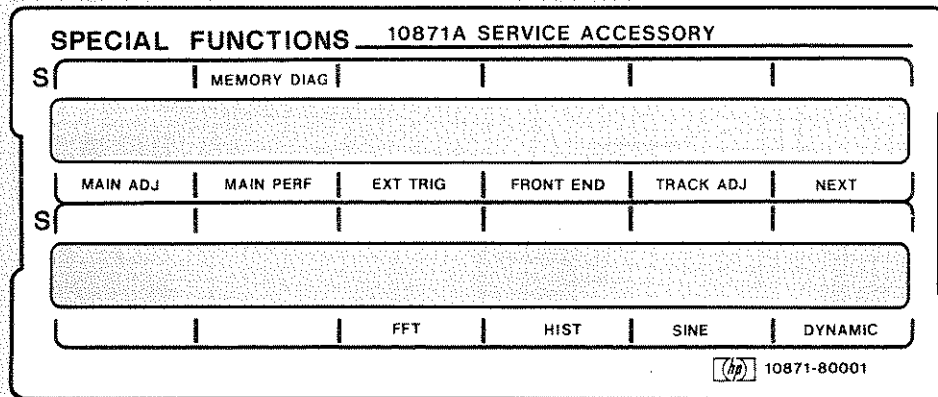 SPECIAL FUNCTIONS 10871A SERVICE ACCESSORY
S MEMORY DIAG
MAIN ADJ MAIN PERF EXT TRIG FRONT END TRACK ADJ NEXT
S
FFT HIST SINE DYNAMIC
hp 10871-80001